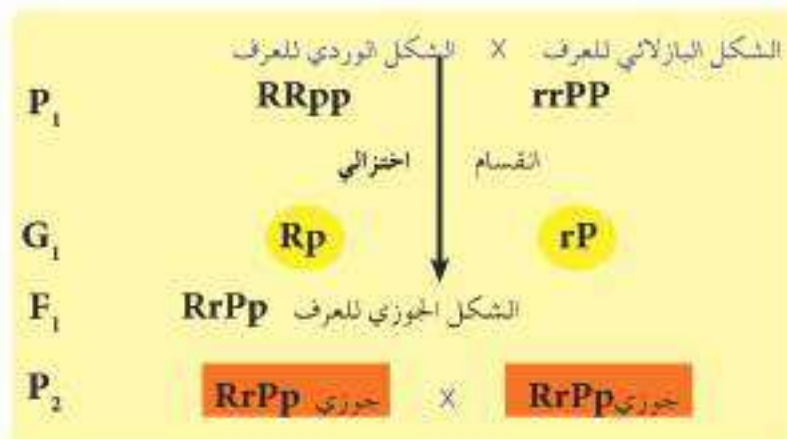 الشكل البازلائي للعرف X الشكل الوردي للعرف
P₁ RRpp rrPP
انقسام اختزالي
G₁ Rp rP
F₁ RrPp الشكل الجوزي للعرف
P₂ RrPp جوزي X RrPp جوزي